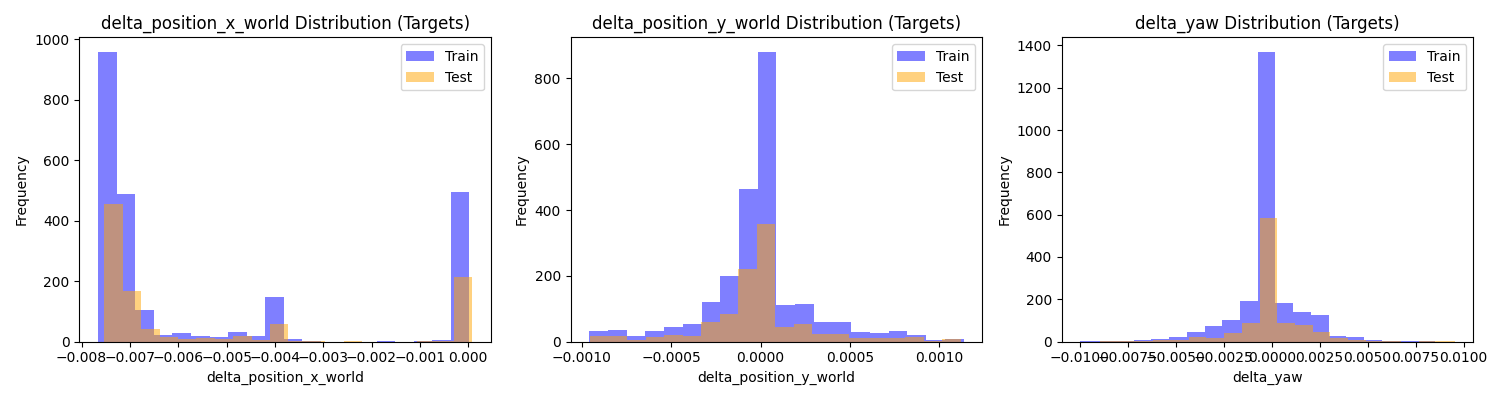 delta_position_x_world Distribution (Targets)
1000
800
600
400
200
0
Frequency
Train
Test
−0.008 −0.007 −0.006 −0.005 −0.004 −0.003 −0.002 −0.001 0.000
delta_position_x_world
delta_position_y_world Distribution (Targets)
800
600
400
200
0
Frequency
Train
Test
−0.0010 −0.0005 0.0000 0.0005 0.0010
delta_position_y_world
delta_yaw Distribution (Targets)
1400
1200
1000
800
600
400
200
0
Frequency
Train
Test
−0.0100 −0.0075 −0.0050 −0.0025 0.0000 0.0025 0.0050 0.0075 0.0100
delta_yaw